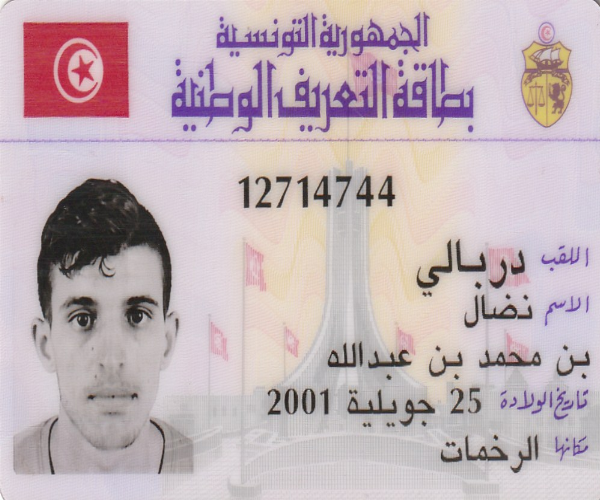 الجمهورية التونسية
بطاقة التعريف الوطنية
12714744
اللقب دربالي
الاسم نضال
بن محمد بن عبدالله
تاريخ الولادة 25 جويلية 2001
مكانها الرخمات